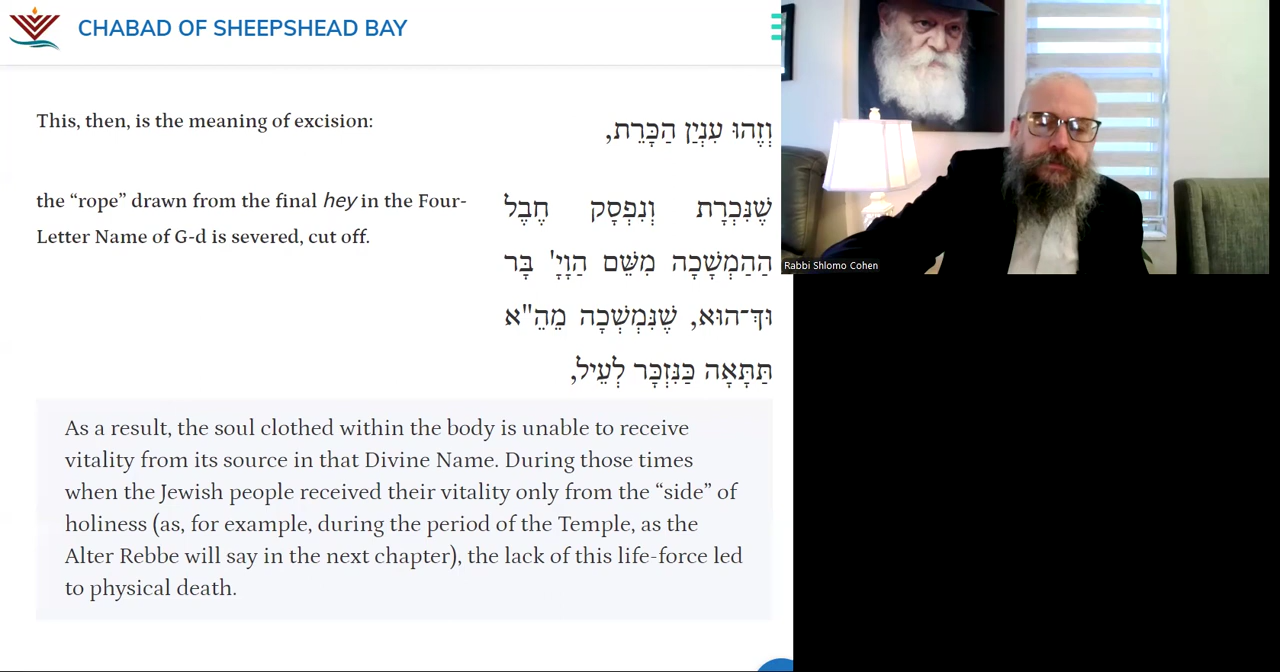 CHABAD OF SHEEPSHEAD BAY
This, then, is the meaning of excision:
וְזֶהוּ עִנְיַן הַכָּרֵת,
the “rope” drawn from the final hey in the Four-
Letter Name of G-d is severed, cut off.
שֶׁנִּכְרָת וְנִפְסָק חֶבֶל
הַהַמְשָׁכָה מִשֵּׁם הַוָיָ' בָּר
וּךְ־הוּא, שֶׁנִּמְשְׁכָה מֵהֵ"א
תַּתָּאָה כַּנִּזְכָּר לְעֵיל,
As a result, the soul clothed within the body is unable to receive
vitality from its source in that Divine Name. During those times
when the Jewish people received their vitality only from the “side” of
holiness (as, for example, during the period of the Temple, as the
Alter Rebbe will say in the next chapter), the lack of this life-force led
to physical death.
Rabbi Shlomo Cohen